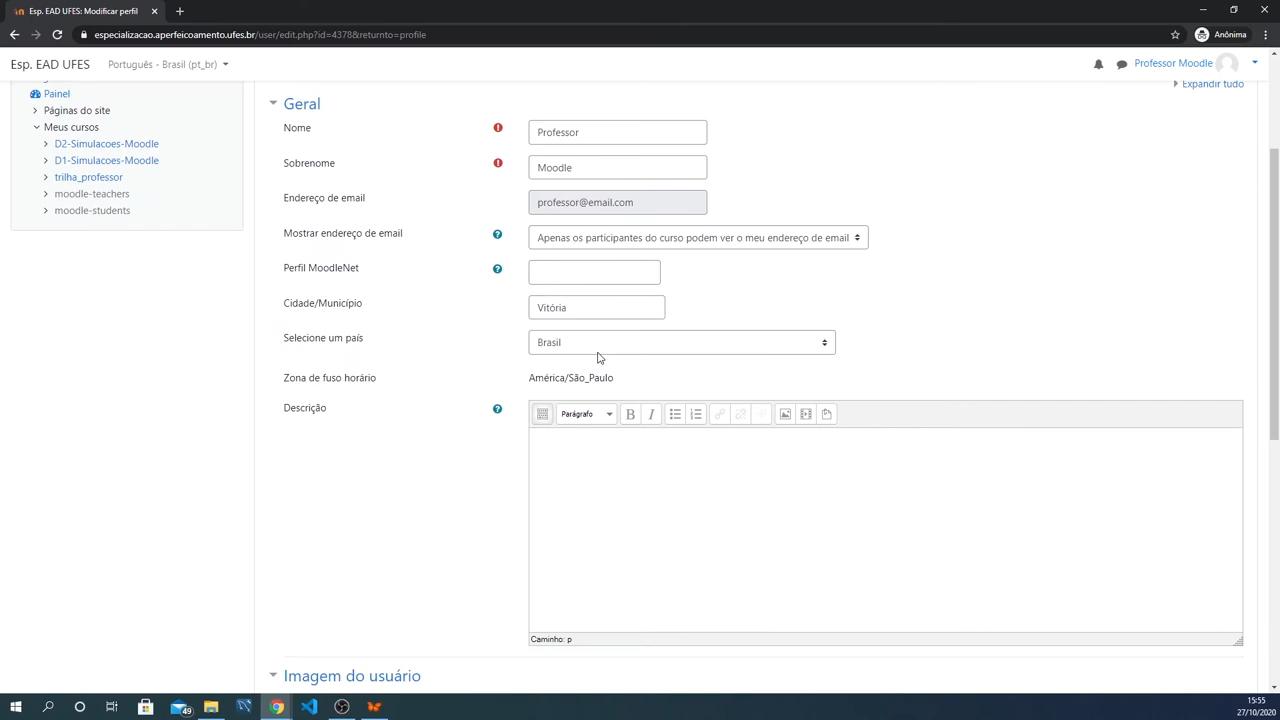 Esp. EAD UFES: Modificar perfil
especializacao.aperfeicoamento.ufes.br/user/edit.php?id=4378&returnto=profile
Anônima
Esp. EAD UFES
Português - Brasil (pt_br)
Professor Moodle
Painel
Páginas do site
Meus cursos
D2-Simulacoes-Moodle
D1-Simulacoes-Moodle
trilha_professor
moodle-teachers
moodle-students
Expandir tudo
Geral
Nome
Professor
Sobrenome
Moodle
Endereço de email
professor@email.com
Mostrar endereço de email
Apenas os participantes do curso podem ver o meu endereço de email
Perfil MoodleNet
Cidade/Município
Vitória
Selecione um país
Brasil
Zona de fuso horário
América/São_Paulo
Descrição
Parágrafo
B I
Caminho: p
Imagem do usuário
49
15:55
27/10/2020